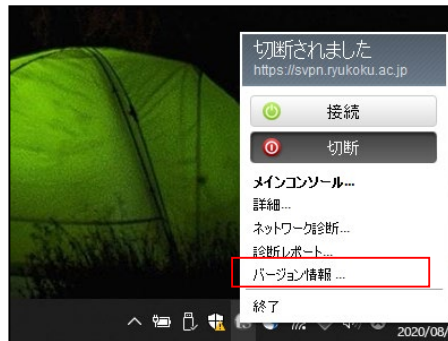 切断されました
https://svpn.ryukoku.ac.jp
接続
切断
メインコンソール...
詳細...
ネットワーク診断...
診断レポート...
バージョン情報 ...
終了
2020/08/